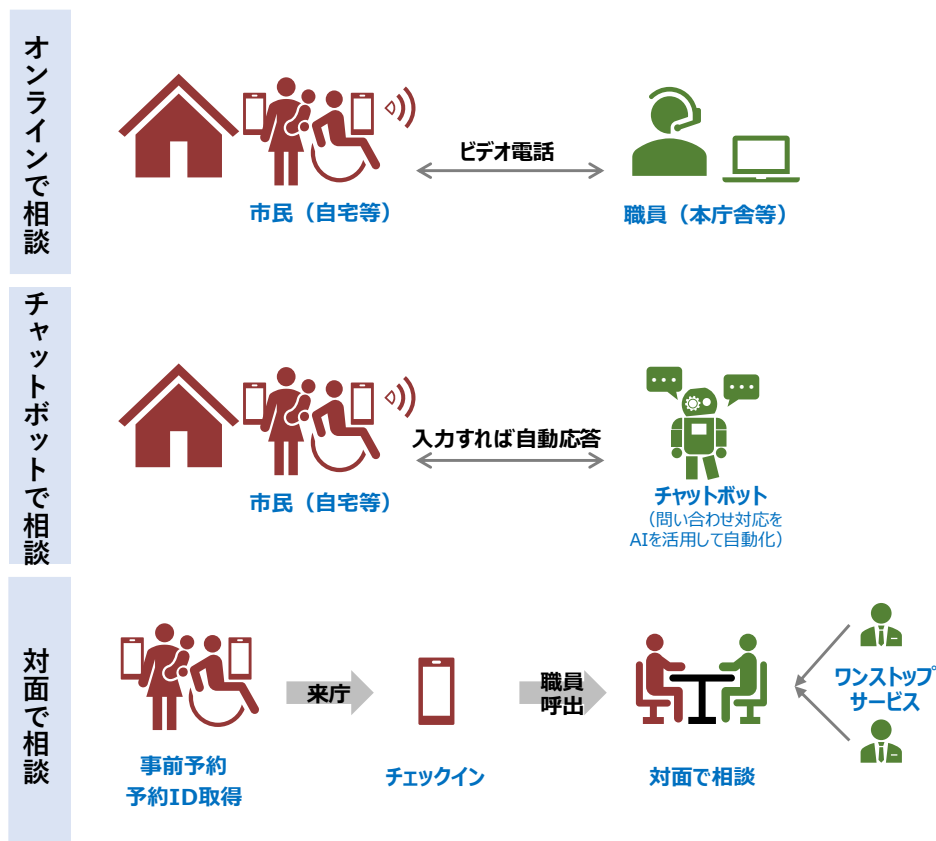 オンラインで相談
ビデオ電話
市民（自宅等）
職員（本庁舎等）
チャットボットで相談
入力すれば自動応答
市民（自宅等）
チャットボット
（問い合わせ対応を
AIを活用して自動化）
対面で相談
事前予約
予約ID取得
来庁
チェックイン
職員
呼出
対面で相談
ワンストップ
サービス